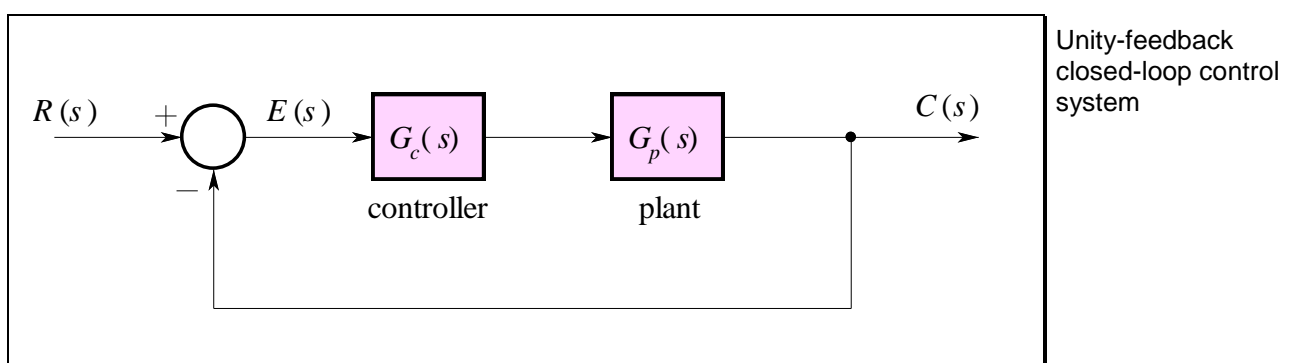 Unity-feedback
closed-loop control
system
R(s)
+
E(s)
G_c(s)
G_p(s)
C(s)
−
controller
plant